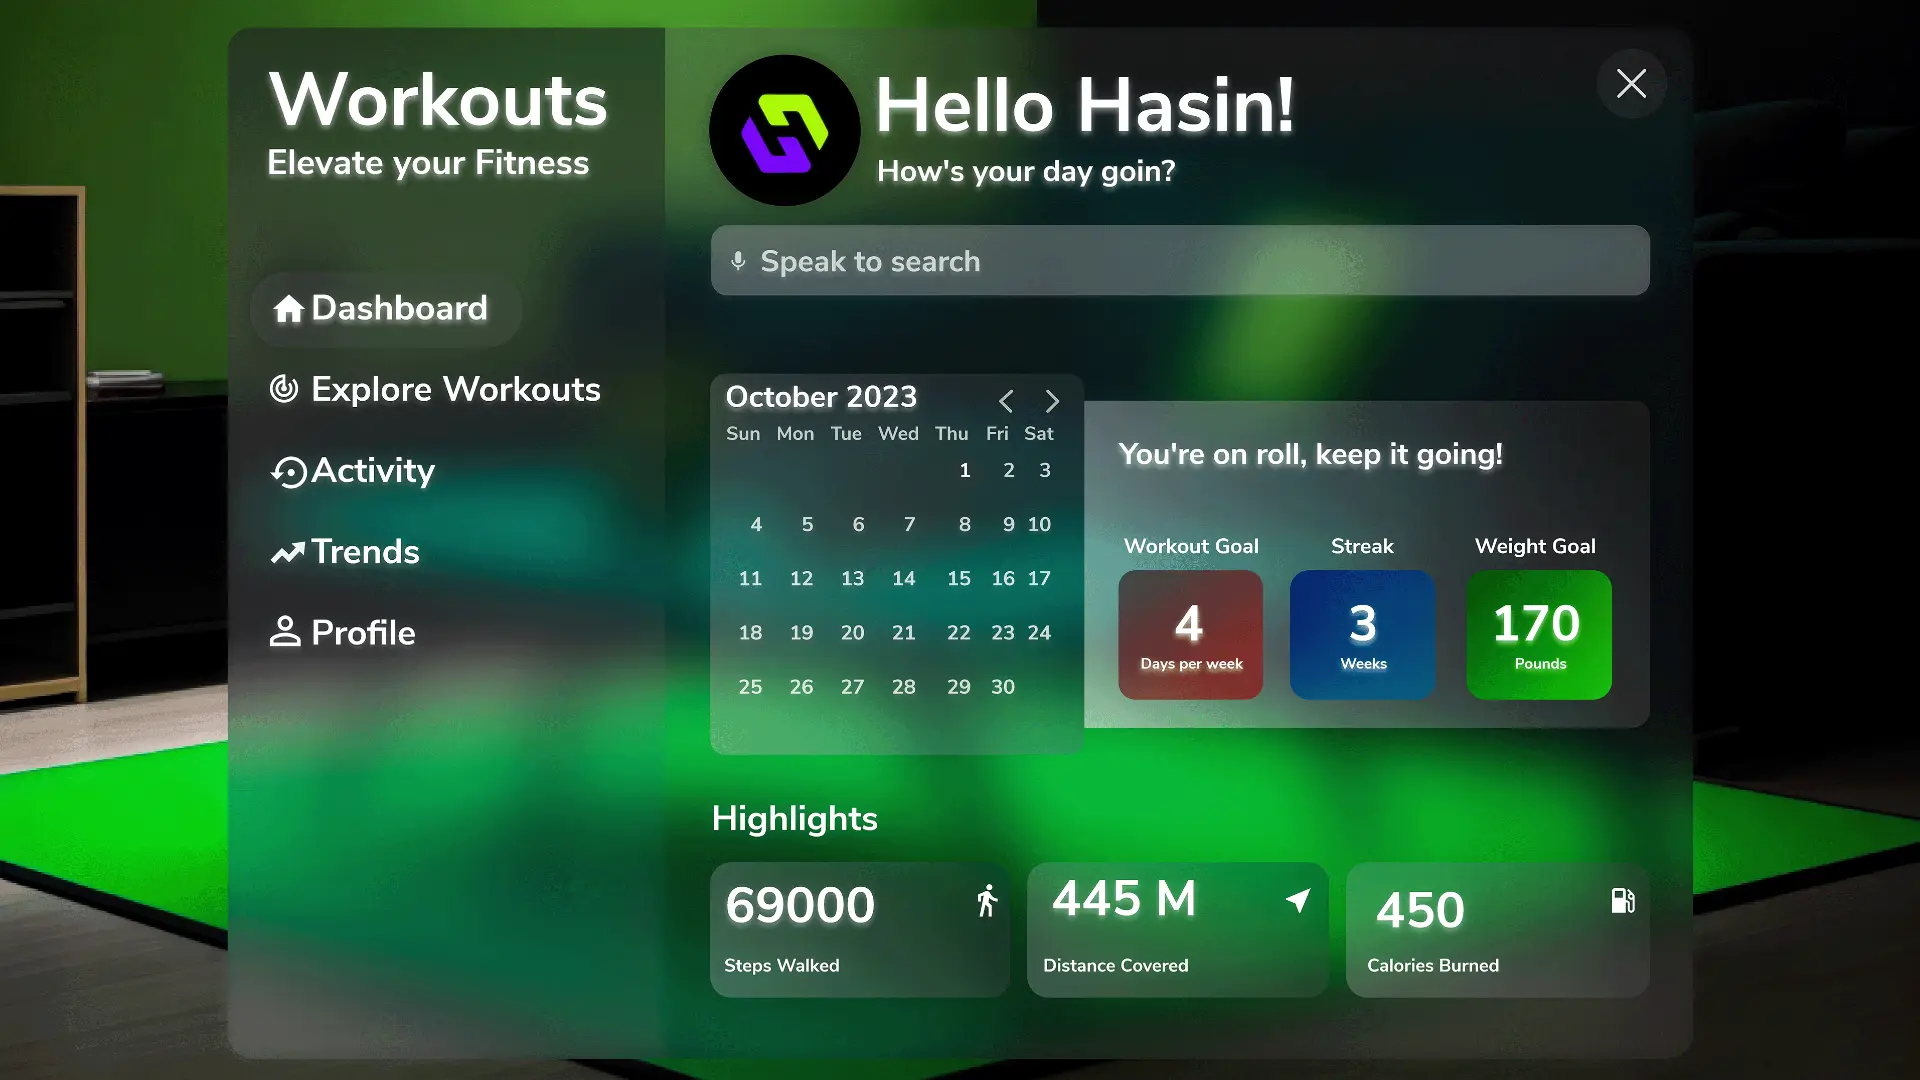 Workouts
Elevate your Fitness
Dashboard
Explore Workouts
Activity
Trends
Profile
Hello Hasin!
How's your day goin?
Speak to search
October 2023
Sun Mon Tue Wed Thu Fri Sat
1 2 3
4 5 6 7 8 9 10
11 12 13 14 15 16 17
18 19 20 21 22 23 24
25 26 27 28 29 30
You're on roll, keep it going!
Workout Goal
4
Days per week
Streak
3
Weeks
Weight Goal
170
Pounds
Highlights
69000
Steps Walked
445 M
Distance Covered
450
Calories Burned